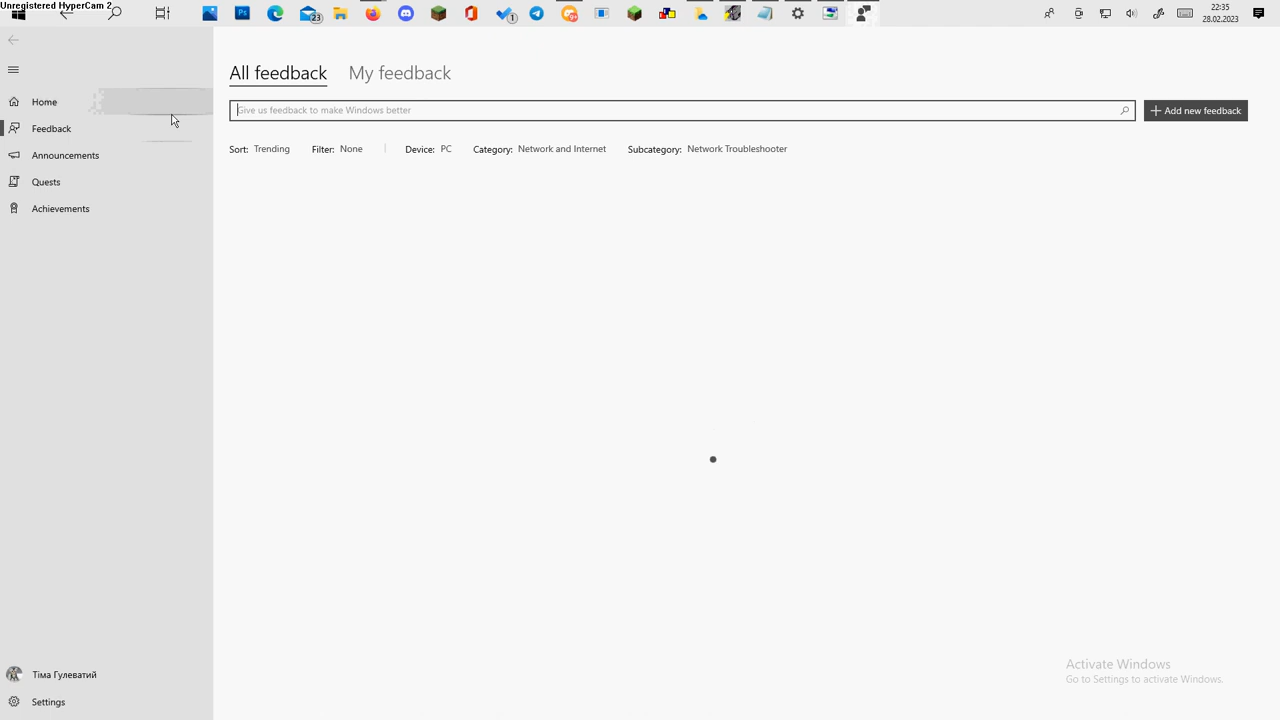 Unregistered HyperCam 2
23
1
22:35
28.02.2023
All feedback
My feedback
Home
Give us feedback to make Windows better
Add new feedback
Feedback
Sort: Trending
Filter: None
Device: PC
Category: Network and Internet
Subcategory: Network Troubleshooter
Announcements
Quests
Achievements
Activate Windows
Go to Settings to activate Windows.
Тіма Гулеватий
Settings